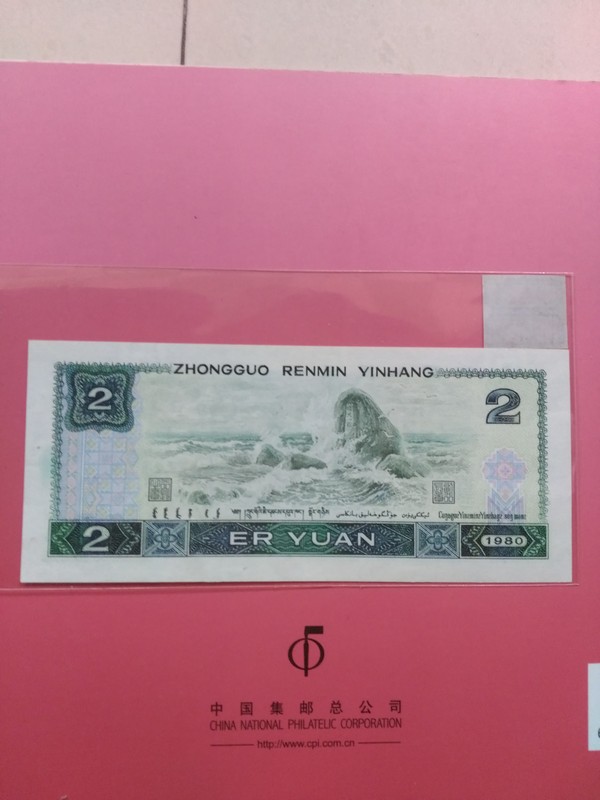 ZHONGGUO RENMIN YINHANG
2
2
2
ER YUAN
1980
中国集邮总公司
CHINA NATIONAL PHILATELIC CORPORATION
http://www.cpi.com.cn